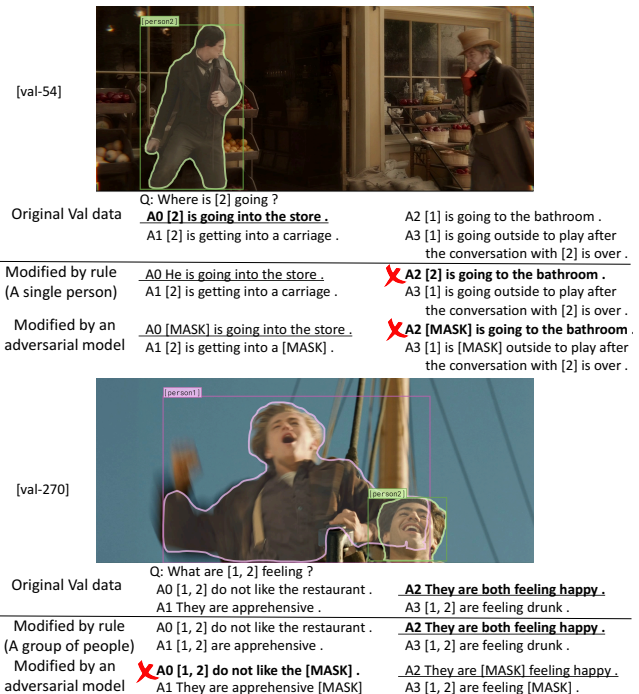 [person2]
[val-54]
Q: Where is [2] going ?
Original Val data
A0 [2] is going into the store .
A2 [1] is going to the bathroom .
A1 [2] is getting into a carriage .
A3 [1] is going outside to play after
the conversation with [2] is over .
Modified by rule
(A single person)
A0 He is going into the store .
A2 [2] is going to the bathroom .
A1 [2] is getting into a carriage .
A3 [1] is going outside to play after
the conversation with [2] is over .
Modified by an
adversarial model
A0 [MASK] is going into the store .
A2 [MASK] is going to the bathroom .
A1 [2] is getting into a [MASK] .
A3 [1] is [MASK] outside to play after
the conversation with [2] is over .
[person1]
[person2]
[val-270]
Q: What are [1, 2] feeling ?
Original Val data
A0 [1, 2] do not like the restaurant .
A2 They are both feeling happy .
A1 They are apprehensive .
A3 [1, 2] are feeling drunk .
Modified by rule
(A group of people)
A0 [1, 2] do not like the restaurant .
A2 They are both feeling happy .
A1 [1, 2] are apprehensive .
A3 [1, 2] are feeling drunk .
Modified by an
adversarial model
A0 [1, 2] do not like the [MASK] .
A2 They are [MASK] feeling happy .
A1 They are apprehensive [MASK]
A3 [1, 2] are feeling [MASK] .